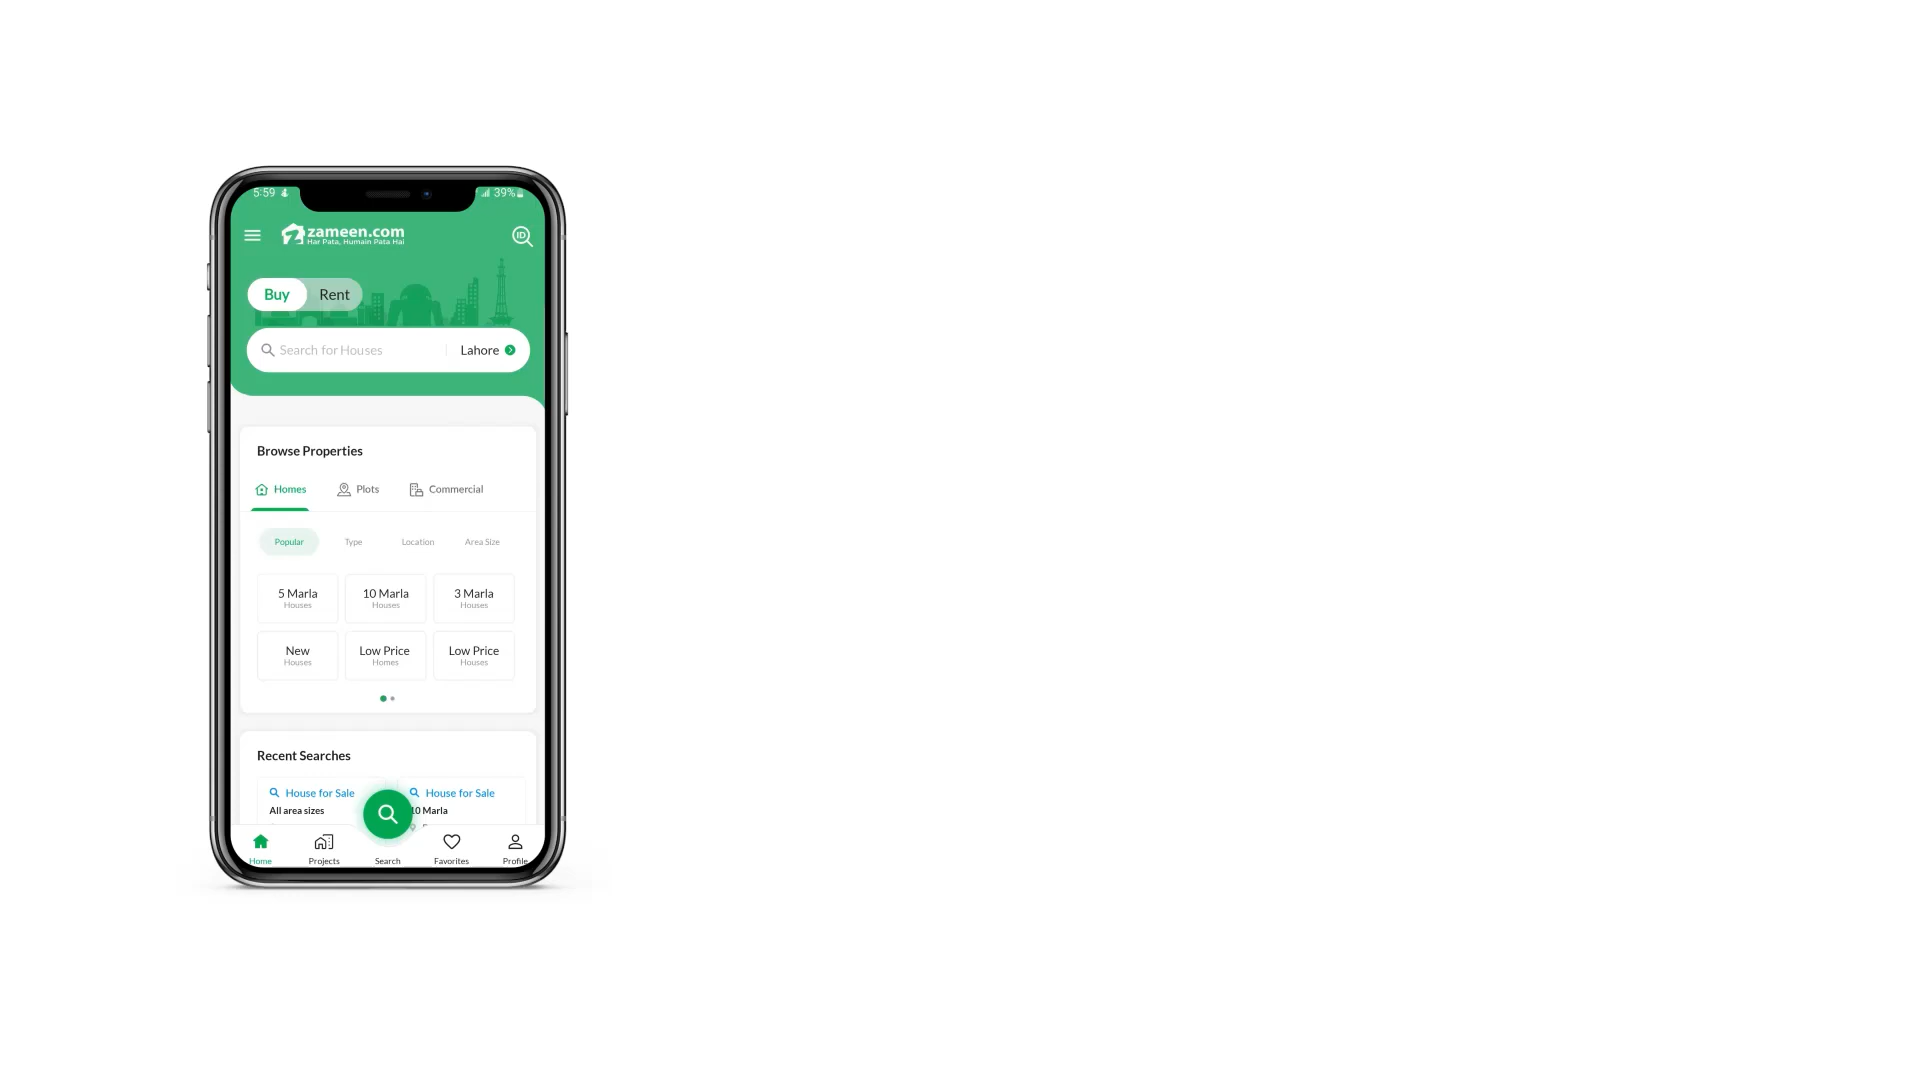 5:59
39%
zameen.com
Har Pata, Humain Pata Hai
ID
Buy Rent
Search for Houses Lahore
Browse Properties
Homes Plots Commercial
Popular Type Location Area Size
5 Marla 10 Marla 3 Marla
Houses Houses Houses
New Low Price Low Price
Houses Homes Houses
Recent Searches
House for Sale House for Sale
All area sizes 10 Marla
Home Projects Search Favorites Profile